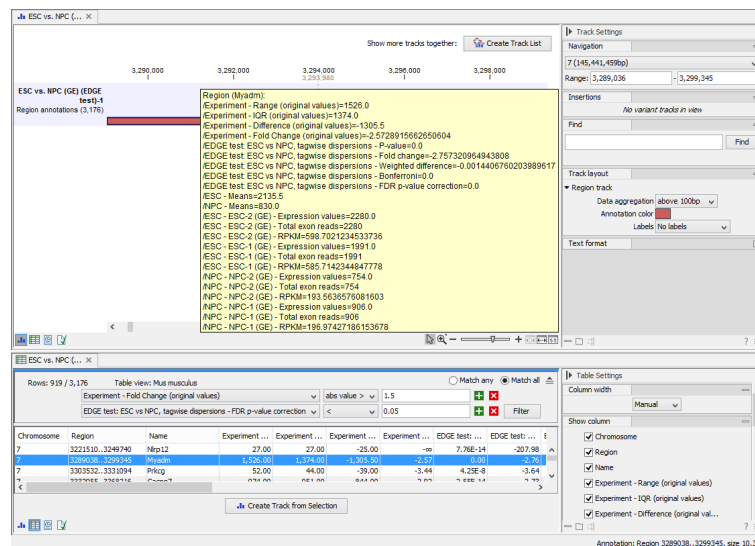 ESC vs. NPC (...
Show more tracks together:
Create Track List
3,290,000
3,292,000
3,294,000
3,296,000
3,298,000
3,293,980
ESC vs. NPC (GE) (EDGE
test)-1
Region annotations (3,176)
Region (Myadm):
/Experiment - Range (original values)=1526.0
/Experiment - IQR (original values)=1374.0
/Experiment - Difference (original values)=-1305.5
/Experiment - Fold Change (original values)=-2.5728915662650604
/EDGE test: ESC vs NPC, tagwise dispersions - P-value=0.0
/EDGE test: ESC vs NPC, tagwise dispersions - Fold change=-2.757320964943808
/EDGE test: ESC vs NPC, tagwise dispersions - Weighted difference=-0.0014406760203989617
/EDGE test: ESC vs NPC, tagwise dispersions - Bonferroni=0.0
/EDGE test: ESC vs NPC, tagwise dispersions - FDR p-value correction=0.0
/ESC - Means=2135.5
/NPC - Means=830.0
/ESC - ESC-2 (GE) - Expression values=2280.0
/ESC - ESC-2 (GE) - Total exon reads=2280
/ESC - ESC-2 (GE) - RPKM=598.7021234533736
/ESC - ESC-1 (GE) - Expression values=1991.0
/ESC - ESC-1 (GE) - Total exon reads=1991
/ESC - ESC-1 (GE) - RPKM=585.7142344847778
/NPC - NPC-2 (GE) - Expression values=754.0
/NPC - NPC-2 (GE) - Total exon reads=754
/NPC - NPC-2 (GE) - RPKM=193.5636576081603
/NPC - NPC-1 (GE) - Expression values=906.0
/NPC - NPC-1 (GE) - Total exon reads=906
/NPC - NPC-1 (GE) - RPKM=196.97427186153678
Track Settings
Navigation
7 (145,441,459bp)
Range: 3,289,036 - 3,299,345
Insertions
No variant tracks in view
Find
Find
Track layout
Region track
Data aggregation above 100bp
Annotation color
Labels No labels
Text format
ESC vs. NPC (...
Rows: 919 / 3,176 Table view: Mus musculus
Match any Match all
Experiment - Fold Change (original values) abs value > 1.5
EDGE test: ESC vs NPC, tagwise dispersions - FDR p-value correction < 0.05 Filter
Chromosome Region Name Experiment ... Experiment ... Experiment ... Experiment ... EDGE test: ... EDGE test: ... E
7 3221510..3249740 Nlrp12 27.00 27.00 -25.00 -∞ 7.76E-14 -207.98
7 3289038..3299345 Myadm 1,526.00 1,374.00 -1,305.50 -2.57 0.00 -2.76
7 3303532..3331094 Prkcg 52.00 44.00 -39.00 -3.44 4.25E-8 -3.64
Create Track from Selection
Table Settings
Column width
Manual
Show column
Chromosome
Region
Name
Experiment - Range (original values)
Experiment - IQR (original values)
Experiment - Difference (original val...
Annotation: Region 3289038..3299345, size 10,3